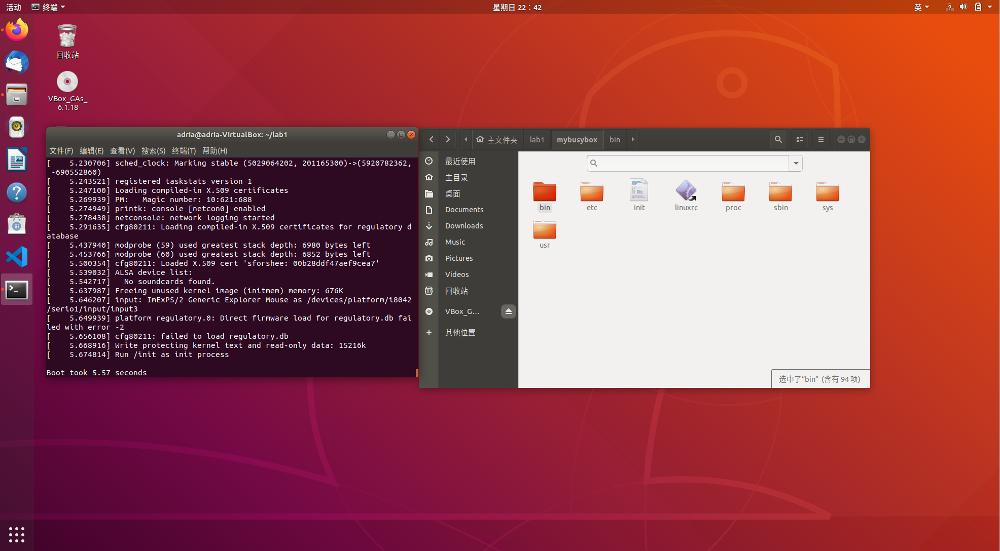 活动
终端
星期日 22：42
英
回收站
VBox_GAs_
6.1.18
adria@adria-VirtualBox: ~/lab1
文件(F) 编辑(E) 查看(V) 搜索(S) 终端(T) 帮助(H)
[    5.230706] sched_clock: Marking stable (5029064202, 201165300)->(5920782362,
 -690552860)
[    5.243521] registered taskstats version 1
[    5.247100] Loading compiled-in X.509 certificates
[    5.269939] PM:   Magic number: 10:621:688
[    5.274949] printk: console [netcon0] enabled
[    5.278438] netconsole: network logging started
[    5.291635] cfg80211: Loading compiled-in X.509 certificates for regulatory d
atabase
[    5.437940] modprobe (59) used greatest stack depth: 6980 bytes left
[    5.453766] modprobe (60) used greatest stack depth: 6852 bytes left
[    5.500354] cfg80211: Loaded X.509 cert 'sforshee: 00b28ddf47aef9cea7'
[    5.539032] ALSA device list:
[    5.542717]   No soundcards found.
[    5.637987] Freeing unused kernel image (initmem) memory: 676K
[    5.646207] input: ImExPS/2 Generic Explorer Mouse as /devices/platform/i8042
/serio1/input/input3
[    5.649939] platform regulatory.0: Direct firmware load for regulatory.db fai
led with error -2
[    5.656108] cfg80211: failed to load regulatory.db
[    5.668916] Write protecting kernel text and read-only data: 15216k
[    5.674814] Run /init as init process
Boot took 5.57 seconds
主文件夹 lab1 mybusybox bin
最近使用
主目录
桌面
Documents
Downloads
Music
Pictures
Videos
回收站
VBox_G…
其他位置
bin etc init linuxrc proc sbin sys
usr
选中了“bin” (含有 94 项)